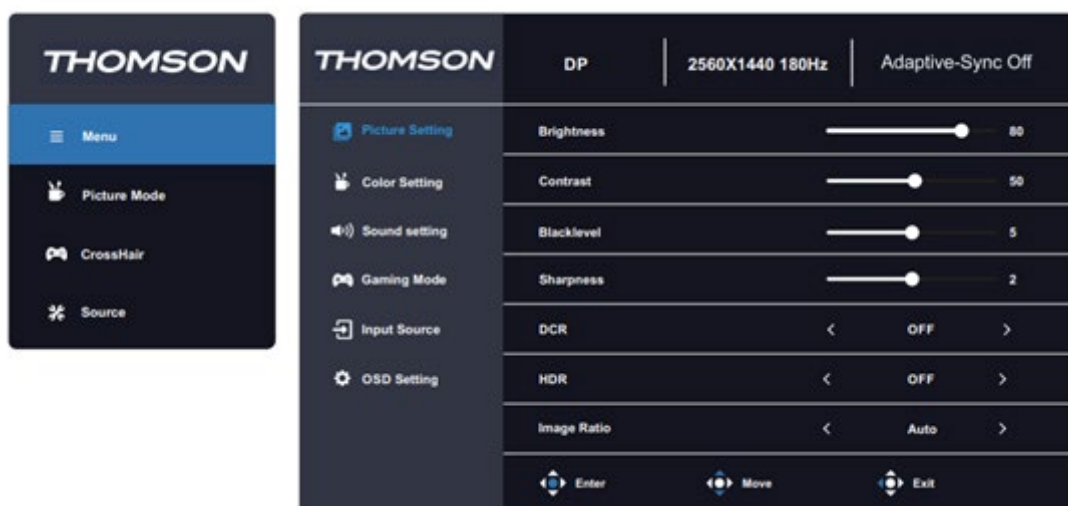 THOMSON
Menu
Picture Mode
CrossHair
Source
THOMSON
DP
2560X1440 180Hz
Adaptive-Sync Off
Picture Setting
Color Setting
Sound setting
Gaming Mode
Input Source
OSD Setting
Brightness 80
Contrast 50
Blacklevel 5
Sharpness 2
DCR < OFF >
HDR < OFF >
Image Ratio < Auto >
Enter Move Exit